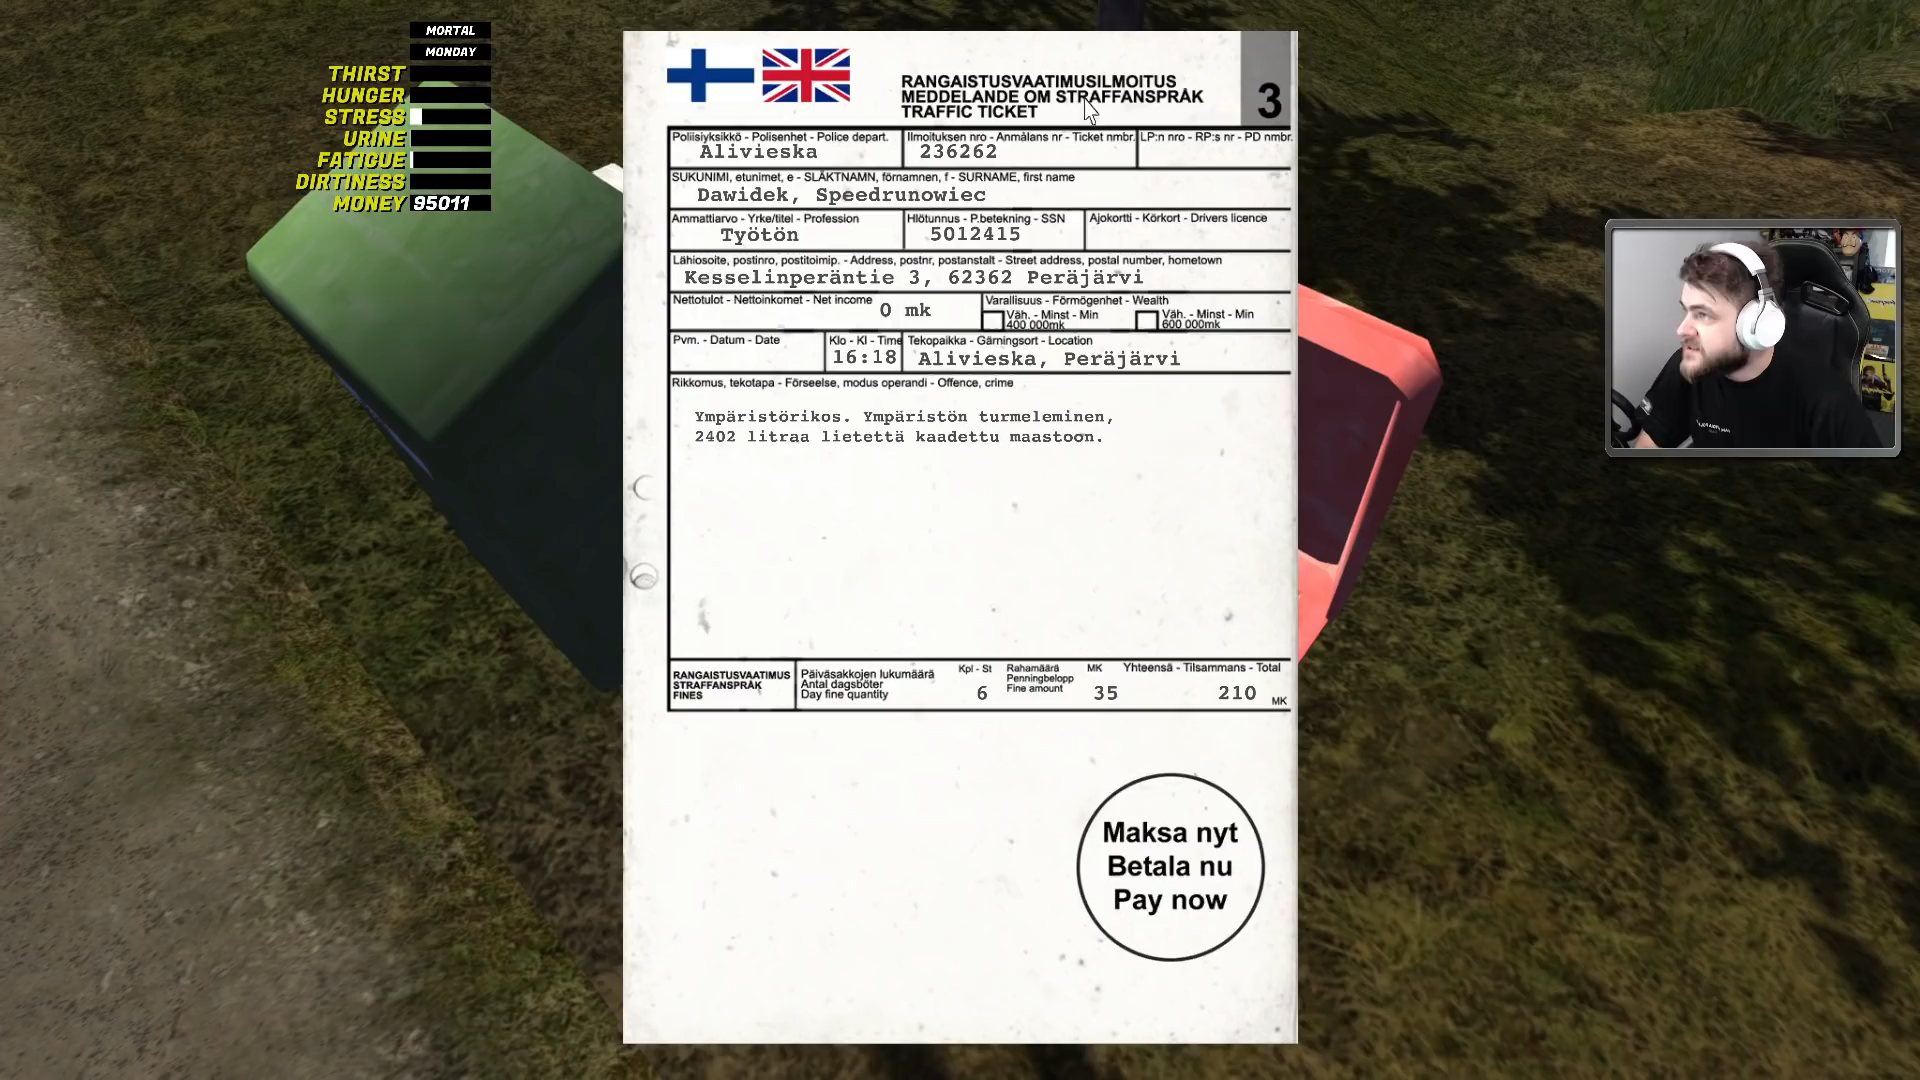 MORTAL
MONDAY
THIRST
HUNGER
STRESS
URINE
FATIGUE
DIRTINESS
MONEY 95011
RANGAISTUSVAATIMUSILMOITUS
MEDDELANDE OM STRAFFANSPRÅK
TRAFFIC TICKET
3
Poliisiyksikkö - Polisenhet - Police depart.
Alivieska
Ilmoituksen nro - Anmälans nr - Ticket nmbr.
236262
LP:n nro - RP:s nr - PD nmbr.
SUKUNIMI, etunimet, e - SLÄKTNAMN, förnamnen, f - SURNAME, first name
Dawidek, Speedrunowiec
Ammattiarvo - Yrke/titel - Profession
Työtön
Hlötunnus - P.betekning - SSN
5012415
Ajokortti - Körkort - Drivers licence
Lähiosoite, postinro, postitoimip. - Address, postnr, postanstalt - Street address, postal number, hometown
Kesselinperäntie 3, 62362 Peräjärvi
Nettotulot - Nettoinkomet - Net income
0 mk
Varallisuus - Förmögenhet - Wealth
Väh. - Minst - Min
400 000mk
Väh. - Minst - Min
600 000mk
Pvm. - Datum - Date
Klo - Kl - Time
16:18
Tekopaikka - Gärningsort - Location
Alivieska, Peräjärvi
Rikkomus, tekotapa - Förseelse, modus operandi - Offence, crime
Ympäristörikos. Ympäristön turmeleminen,
2402 litraa lietettä kaadettu maastoon.
RANGAISTUSVAATIMUS
STRAFFANSPRÅK
FINES
Päiväsakkojen lukumäärä
Antal dagsböter
Day fine quantity
Kpl - St
6
Rahamäärä
Penningbelopp
Fine amount
MK
35
Yhteensä - Tilsammans - Total
210
MK
Maksa nyt
Betala nu
Pay now